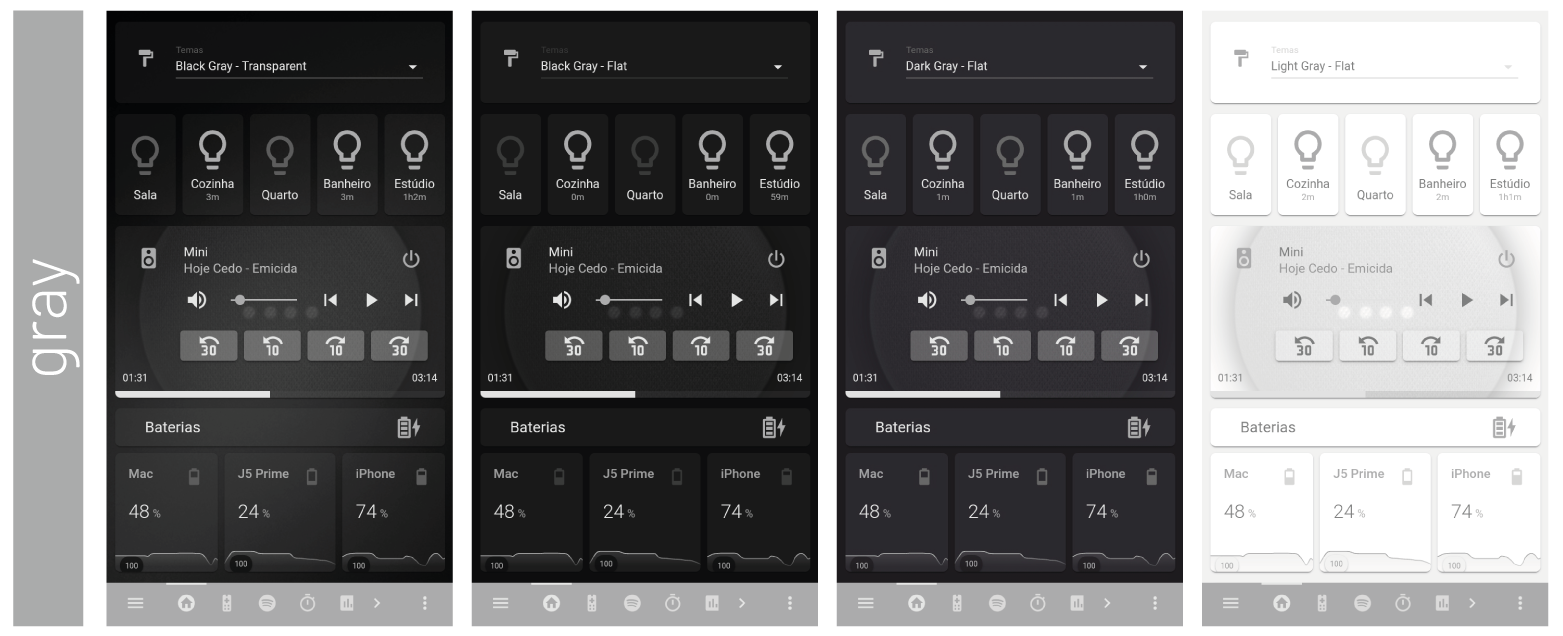 gray
Temas
Black Gray - Transparent
Sala
Cozinha
3m
Quarto
Banheiro
3m
Estúdio
1h2m
Mini
Hoje Cedo - Emicida
30
10
10
30
01:31
03:14
Baterias
Mac
J5 Prime
iPhone
48 %
24 %
74 %
100
100
100
Temas
Black Gray - Flat
Sala
Cozinha
0m
Quarto
Banheiro
0m
Estúdio
59m
Mini
Hoje Cedo - Emicida
30
10
10
30
01:31
03:14
Baterias
Mac
J5 Prime
iPhone
48 %
24 %
74 %
100
100
100
Temas
Dark Gray - Flat
Sala
Cozinha
1m
Quarto
Banheiro
1m
Estúdio
1h0m
Mini
Hoje Cedo - Emicida
30
10
10
30
01:31
03:14
Baterias
Mac
J5 Prime
iPhone
48 %
24 %
74 %
100
100
100
Temas
Light Gray - Flat
Sala
Cozinha
2m
Quarto
Banheiro
2m
Estúdio
1h1m
Mini
Hoje Cedo - Emicida
30
10
10
30
01:31
03:14
Baterias
Mac
J5 Prime
iPhone
48 %
24 %
74 %
100
100
100